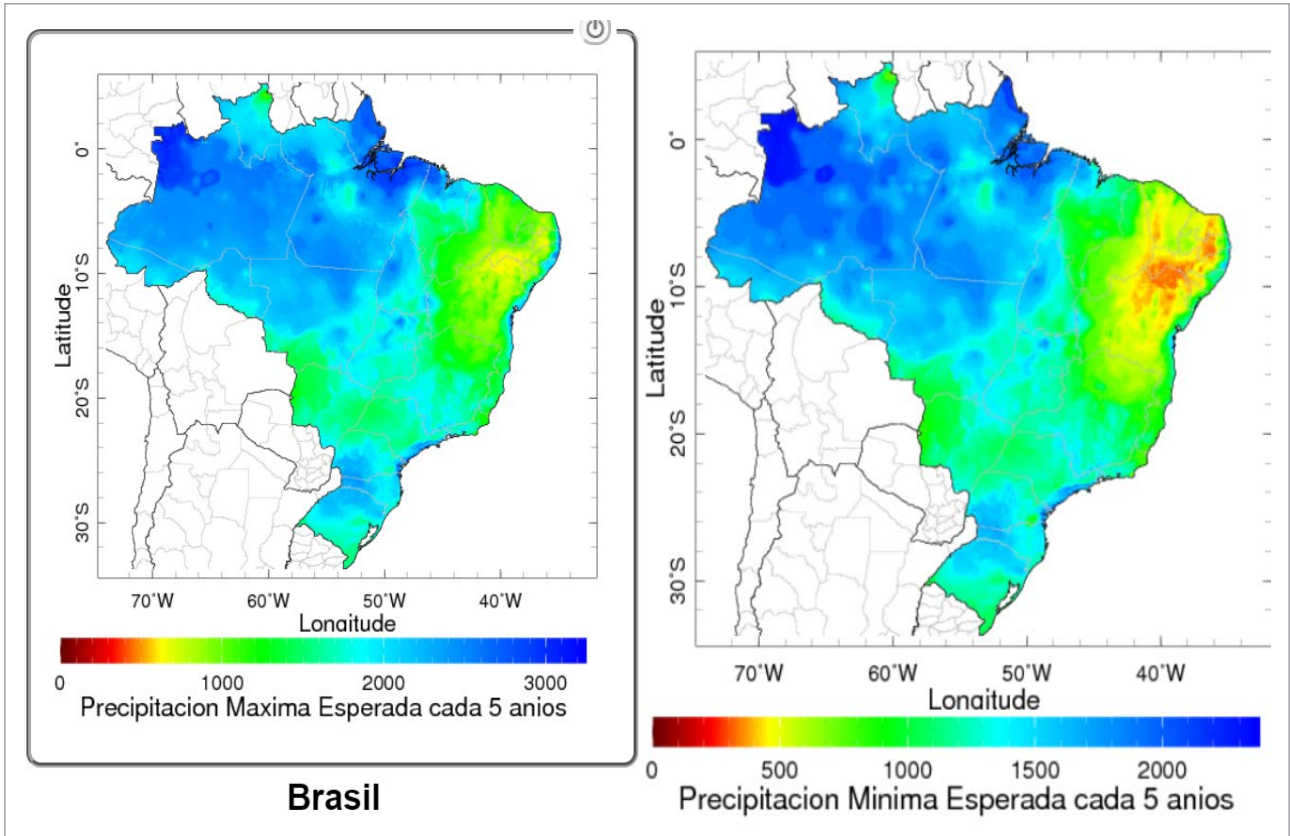 Latitude
0°
10°S
20°S
30°S
70°W
60°W
50°W
40°W
Longitude
0
1000
2000
3000
Precipitacion Maxima Esperada cada 5 anios
Brasil
Latitude
0°
10°S
20°S
30°S
70°W
60°W
50°W
40°W
Longitude
0
500
1000
1500
2000
Precipitacion Minima Esperada cada 5 anios